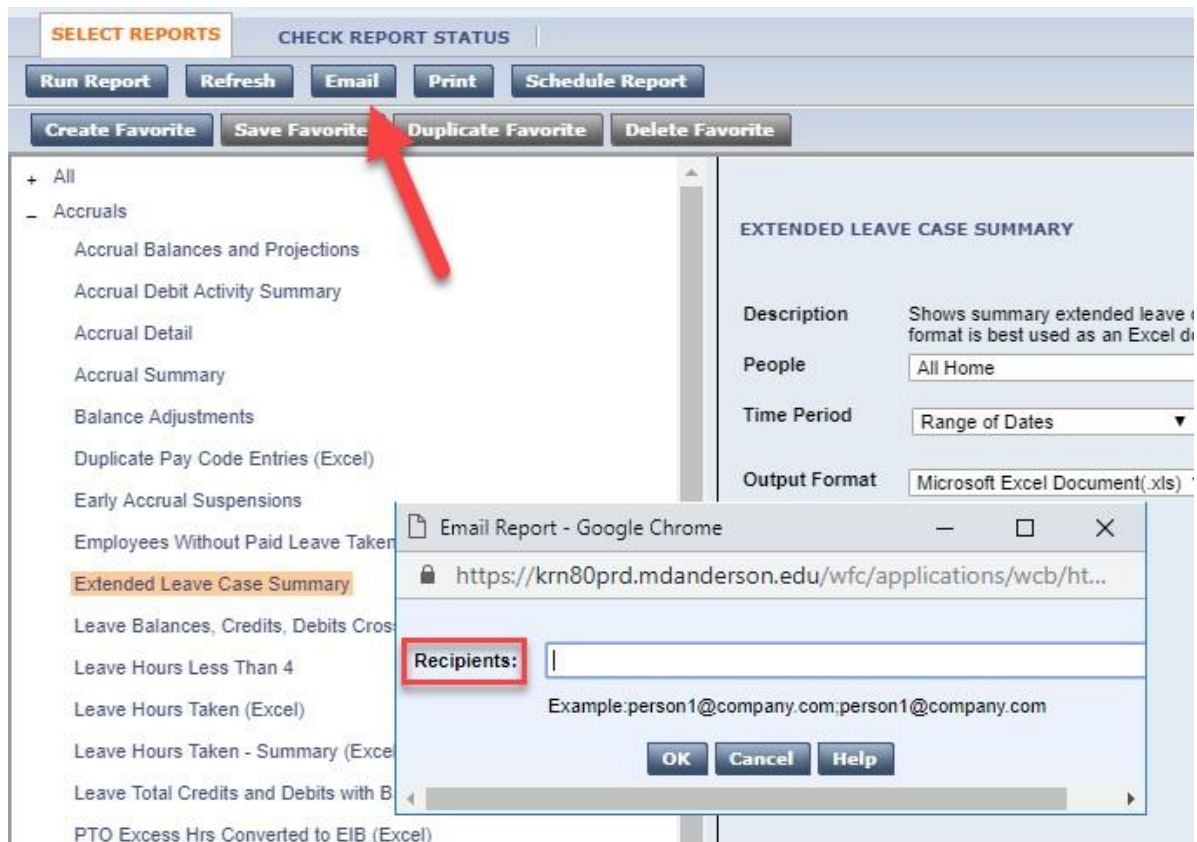 SELECT REPORTS CHECK REPORT STATUS
Run Report Refresh Email Print Schedule Report
Create Favorite Save Favorite Duplicate Favorite Delete Favorite
+ All
− Accruals
Accrual Balances and Projections
Accrual Debit Activity Summary
Accrual Detail
Accrual Summary
Balance Adjustments
Duplicate Pay Code Entries (Excel)
Early Accrual Suspensions
Employees Without Paid Leave Taken
Extended Leave Case Summary
Leave Balances, Credits, Debits Cros
Leave Hours Less Than 4
Leave Hours Taken (Excel)
Leave Hours Taken - Summary (Exce
Leave Total Credits and Debits with B
PTO Excess Hrs Converted to EIB (Excel)
EXTENDED LEAVE CASE SUMMARY
Description Shows summary extended leave
format is best used as an Excel d
People All Home
Time Period Range of Dates
Output Format Microsoft Excel Document(.xls)
Email Report - Google Chrome
https://krn80prd.mdanderson.edu/wfc/applications/wcb/ht...
Recipients:
Example:person1@company.com;person1@company.com
OK Cancel Help